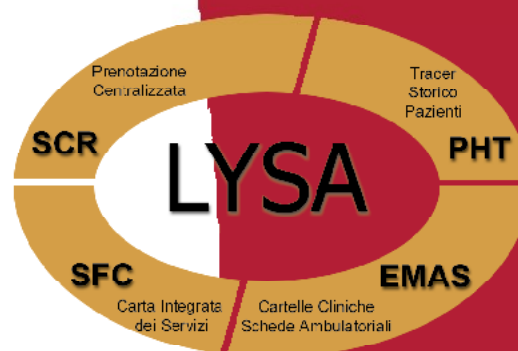 Prenotazione
Centralizzata
SCR
Tracer
Storico
Pazienti
PHT
LYSA
SFC
Carta Integrata
dei Servizi
EMAS
Cartelle Cliniche
Schede Ambulatoriali